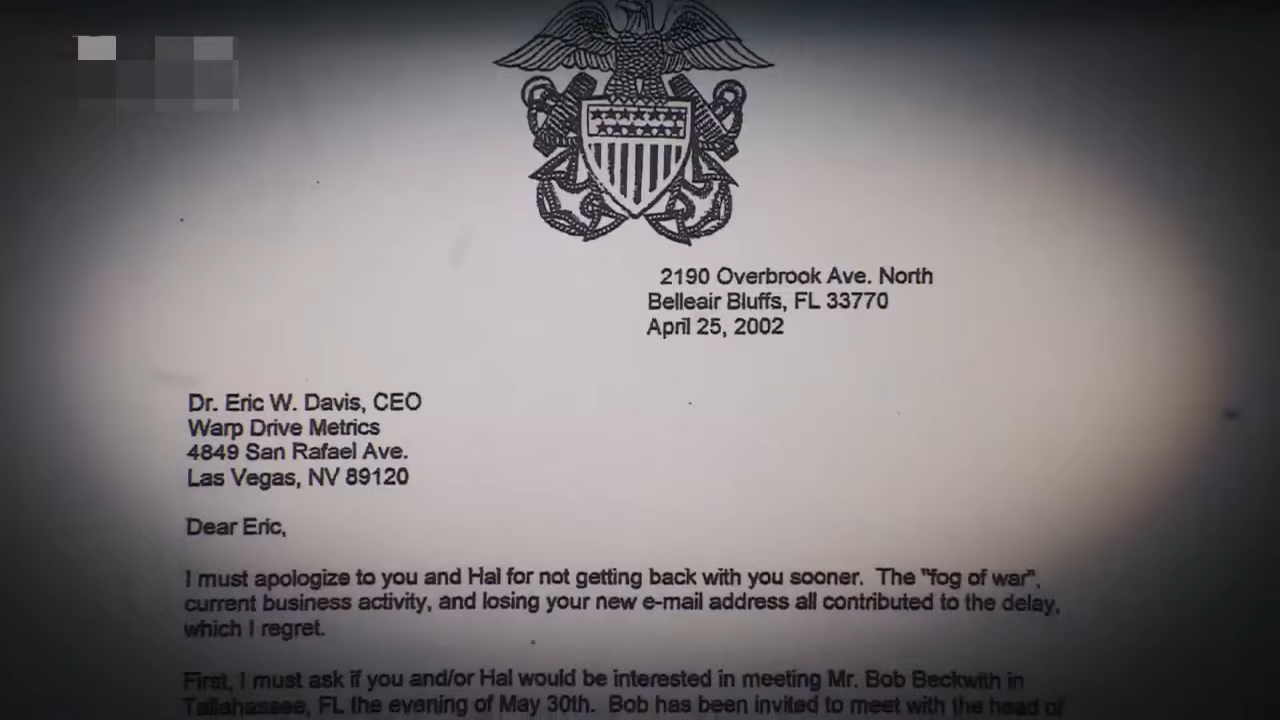 2190 Overbrook Ave. North
Belleair Bluffs, FL 33770
April 25, 2002
Dr. Eric W. Davis, CEO
Warp Drive Metrics
4849 San Rafael Ave.
Las Vegas, NV 89120
Dear Eric,
I must apologize to you and Hal for not getting back with you sooner. The "fog of war",
current business activity, and losing your new e-mail address all contributed to the delay,
which I regret.
First, I must ask if you and/or Hal would be interested in meeting Mr. Bob Beckwith in
Tallahassee, FL the evening of May 30th. Bob has been invited to meet with the head of